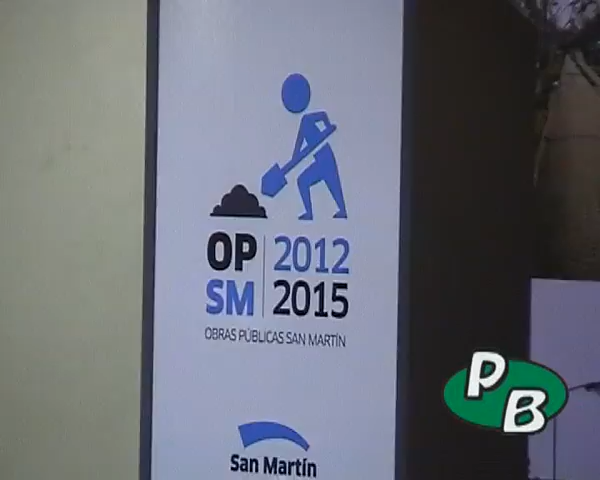 OP 2012
SM 2015
OBRAS PÚBLICAS SAN MARTÍN
San Martín
PB